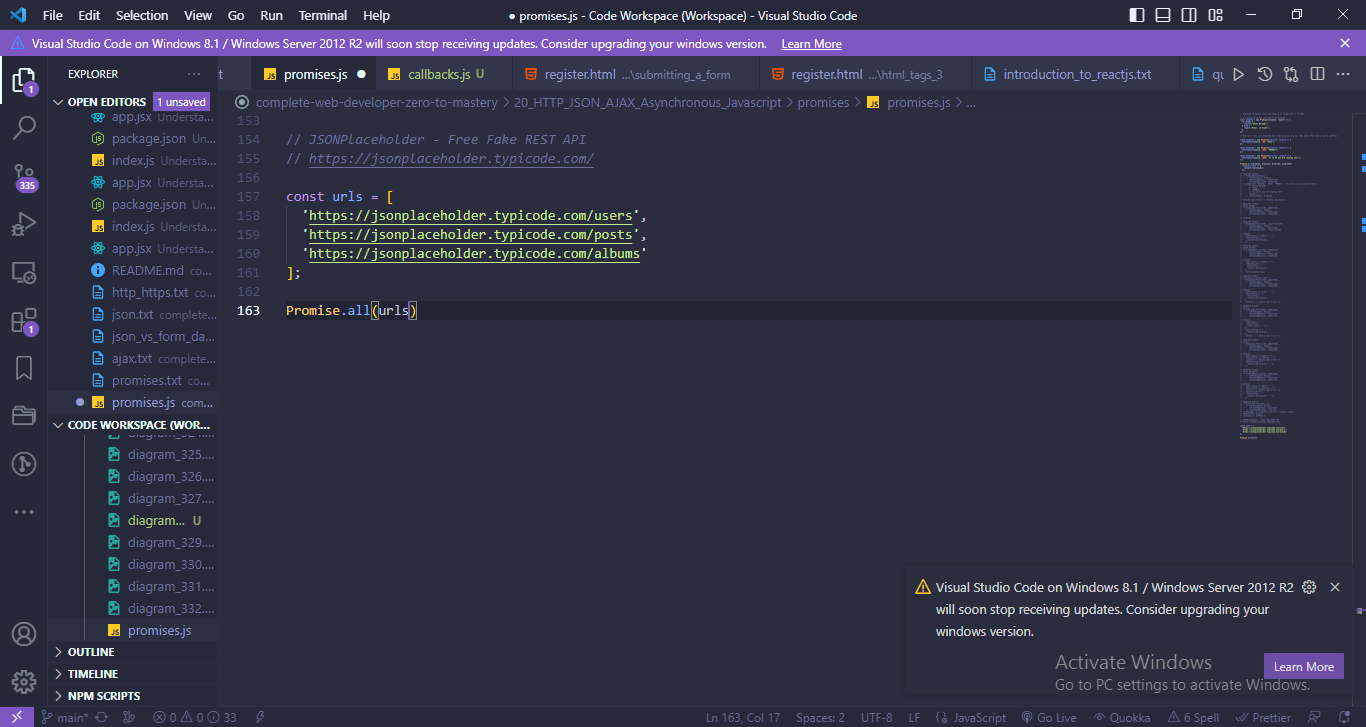 File Edit Selection View Go Run Terminal Help
● promises.js - Code Workspace (Workspace) - Visual Studio Code
Visual Studio Code on Windows 8.1 / Windows Server 2012 R2 will soon stop receiving updates. Consider upgrading your windows version. Learn More
EXPLORER
t
promises.js
callbacks.js U
register.html ...\submitting_a_form
register.html ...\html_tags_3
introduction_to_reactjs.txt
qu
OPEN EDITORS 1 unsaved
complete-web-developer-zero-to-mastery > 20_HTTP_JSON_AJAX_Asynchronous_Javascript > promises > promises.js > ...
app.jsx Understa...
package.json Un...
index.js Understa...
app.jsx Understa...
package.json Un...
index.js Understa...
app.jsx Understa...
README.md co...
http_https.txt co...
json.txt complete...
json_vs_form_da...
ajax.txt complete...
promises.txt co...
promises.js com...
CODE WORKSPACE (WOR...
diagram_324....
diagram_325....
diagram_326....
diagram_327....
diagram... U
diagram_329....
diagram_330....
diagram_331....
diagram_332....
promises.js
OUTLINE
TIMELINE
NPM SCRIPTS
1
335
1
153
154 // JSONPlaceholder - Free Fake REST API
155 // https://jsonplaceholder.typicode.com/
156
157 const urls = [
158 'https://jsonplaceholder.typicode.com/users',
159 'https://jsonplaceholder.typicode.com/posts',
160 'https://jsonplaceholder.typicode.com/albums'
161 ];
162
163 Promise.all(urls)
Visual Studio Code on Windows 8.1 / Windows Server 2012 R2
will soon stop receiving updates. Consider upgrading your
windows version.
Learn More
Activate Windows
Go to PC settings to activate Windows.
main* 0 0 33
Ln 163, Col 17 Spaces: 2 UTF-8 LF JavaScript Go Live Quokka 6 Spell Prettier